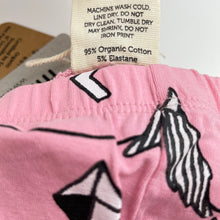 MACHINE WASH COLD,
LINE DRY. DO NOT
DRY CLEAN, TUMBLE DRY
MAY SHRINK. DO NOT
IRON PRINT
95% Organic Cotton
5% Elastane